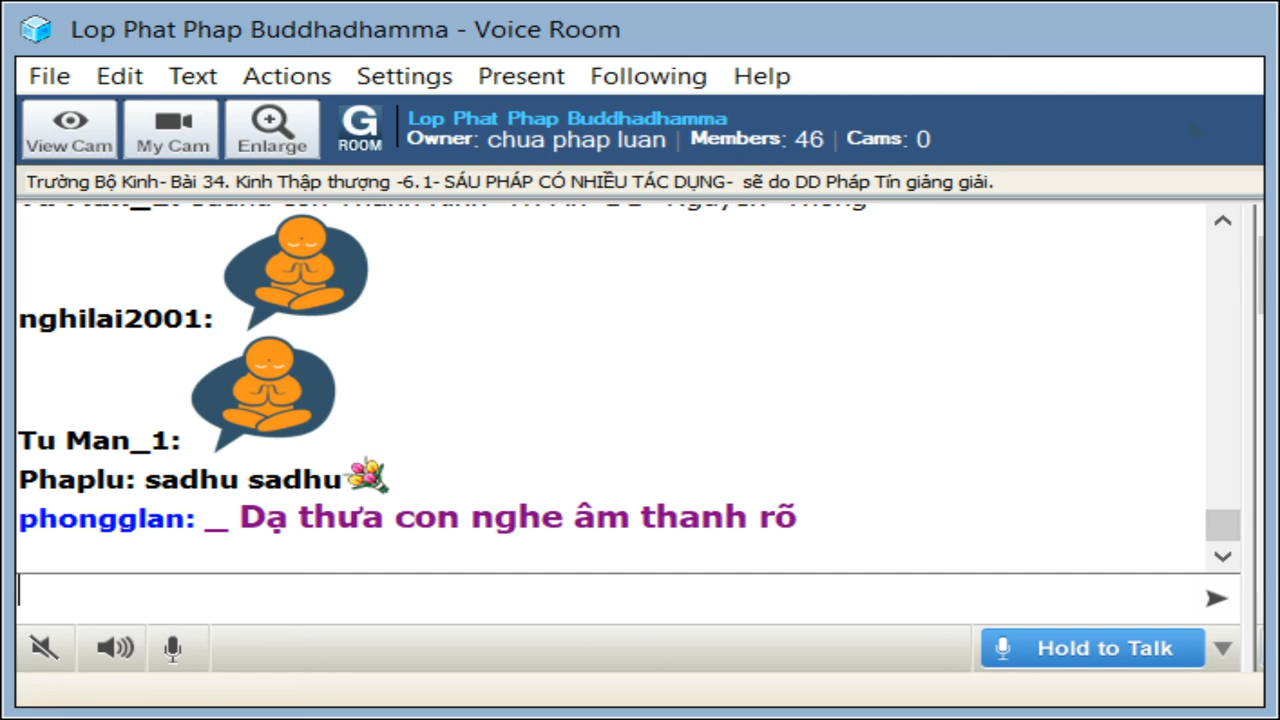 Lop Phat Phap Buddhadhamma - Voice Room
File Edit Text Actions Settings Present Following Help
View Cam My Cam Enlarge G ROOM
Lop Phat Phap Buddhadhamma
Owner: chua phap luan | Members: 46 | Cams: 0
Trường Bộ Kinh- Bài 34. Kinh Thập thượng -6.1- SÁU PHÁP CÓ NHIỀU TÁC DỤNG- sẽ do DD Pháp Tín giảng giải.
nghilai2001:
Tu Man_1:
Phaplu: sadhu sadhu
phongglan: _ Dạ thưa con nghe âm thanh rõ
Hold to Talk